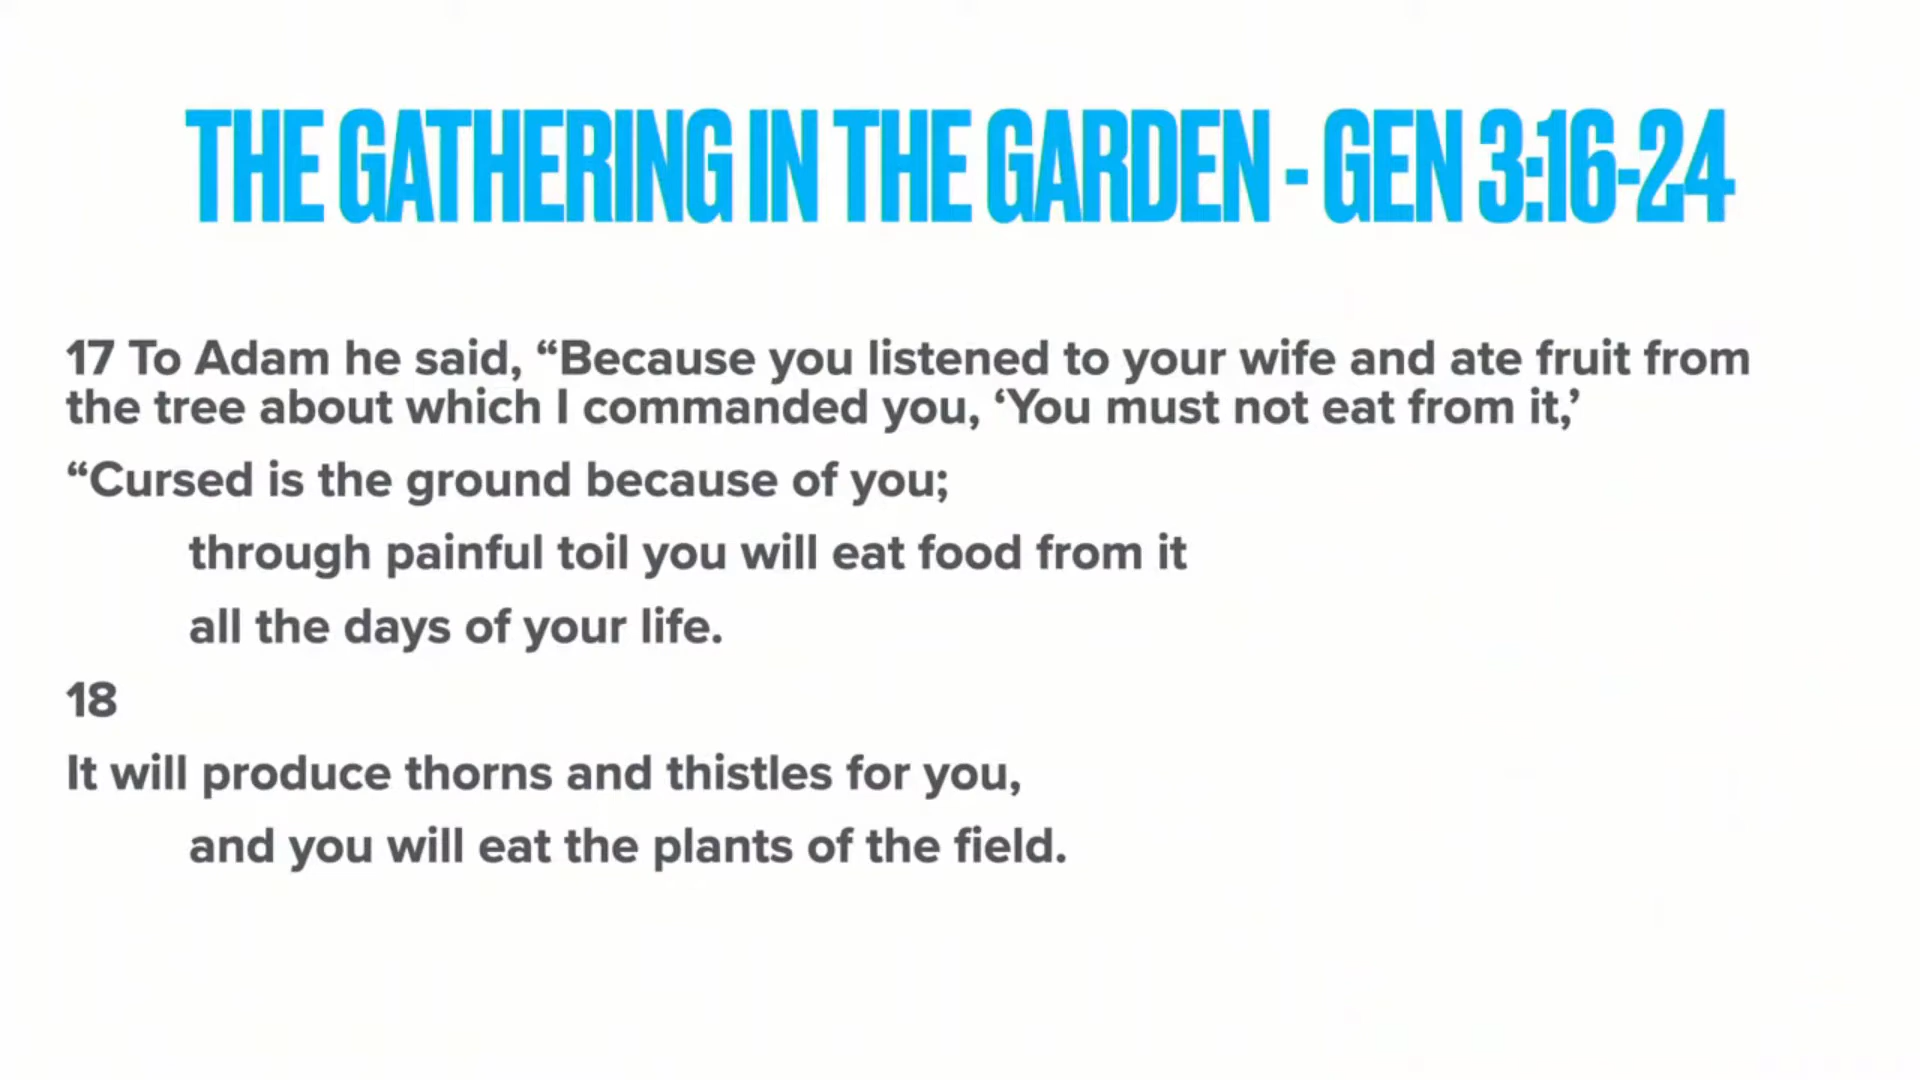 THE GATHERING IN THE GARDEN - GEN 3:16-24
17 To Adam he said, “Because you listened to your wife and ate fruit from
the tree about which I commanded you, ‘You must not eat from it,’
“Cursed is the ground because of you;
through painful toil you will eat food from it
all the days of your life.
18
It will produce thorns and thistles for you,
and you will eat the plants of the field.